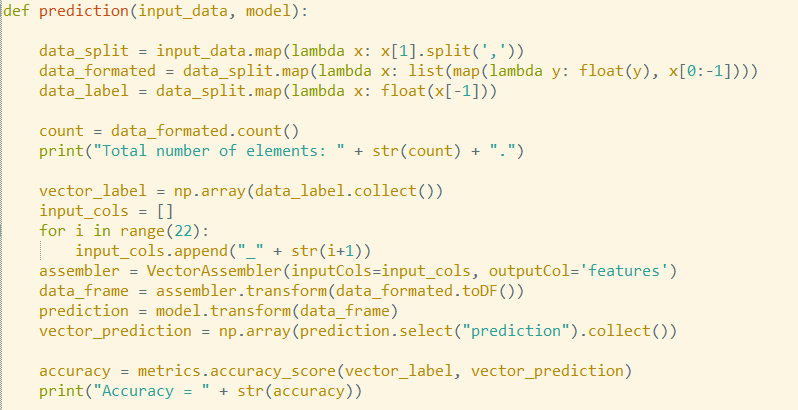 def prediction(input_data, model):
data_split = input_data.map(lambda x: x[1].split(','))
data_formated = data_split.map(lambda x: list(map(lambda y: float(y), x[0:-1])))
data_label = data_split.map(lambda x: float(x[-1]))
count = data_formated.count()
print("Total number of elements: " + str(count) + ".")
vector_label = np.array(data_label.collect())
input_cols = []
for i in range(22):
input_cols.append("_" + str(i+1))
assembler = VectorAssembler(inputCols=input_cols, outputCol='features')
data_frame = assembler.transform(data_formated.toDF())
prediction = model.transform(data_frame)
vector_prediction = np.array(prediction.select("prediction").collect())
accuracy = metrics.accuracy_score(vector_label, vector_prediction)
print("Accuracy = " + str(accuracy))